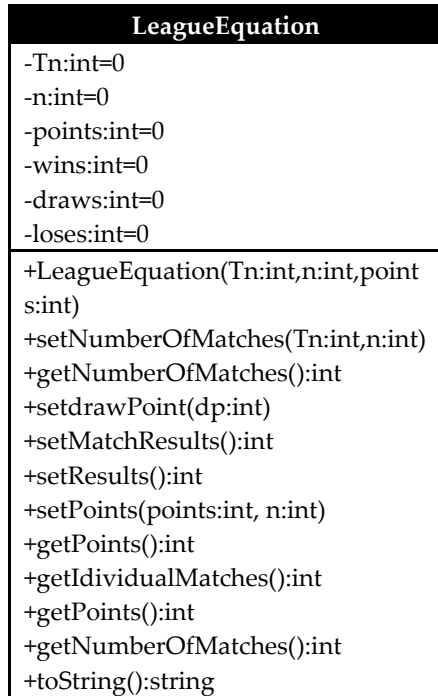 LeagueEquation
-Tn:int=0
-n:int=0
-points:int=0
-wins:int=0
-draws:int=0
-loses:int=0
+LeagueEquation(Tn:int,n:int,point
s:int)
+setNumberOfMatches(Tn:int,n:int)
+getNumberOfMatches():int
+setdrawPoint(dp:int)
+setMatchResults():int
+setResults():int
+setPoints(points:int, n:int)
+getPoints():int
+getIdividualMatches():int
+getPoints():int
+getNumberOfMatches():int
+toString():string